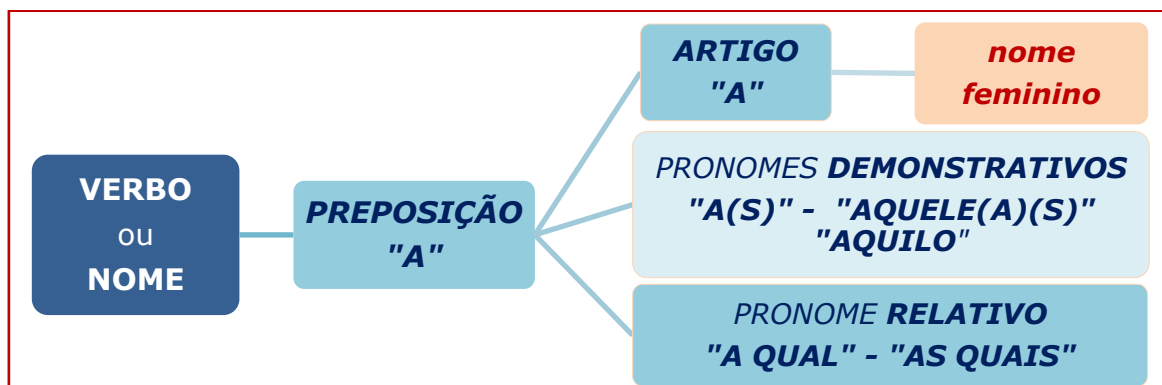 VERBO
ou
NOME
PREPOSIÇÃO
"A"
ARTIGO
"A"
nome
feminino
PRONOMES DEMONSTRATIVOS
"A(S)" - "AQUELE(A)(S)"
"AQUILO"
PRONOME RELATIVO
"A QUAL" - "AS QUAIS"